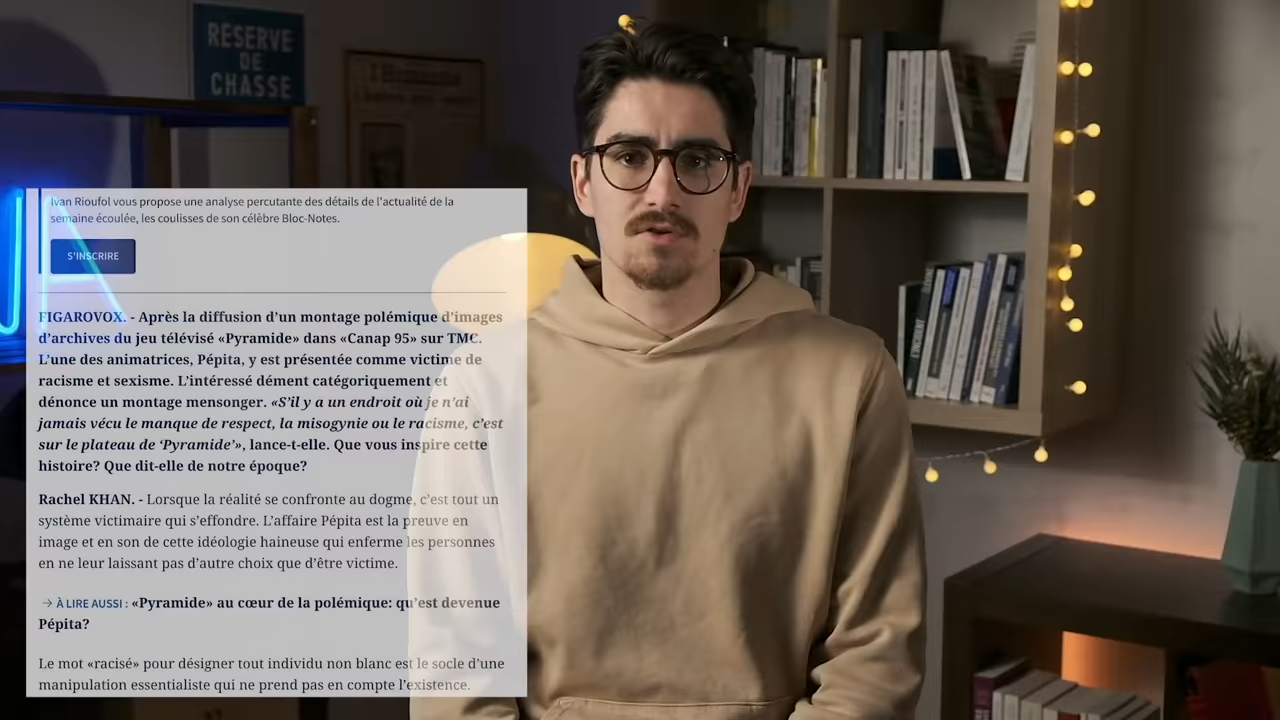 RESERVE
DE
CHASSE
l'Humanité
Ivan Rioufol vous propose une analyse percutante des détails de l'actualité de la
semaine écoulée, les coulisses de son célèbre Bloc-Notes.
S'INSCRIRE
FIGAROVOX. - Après la diffusion d'un montage polémique d'images
d'archives du jeu télévisé «Pyramide» dans «Canap 95» sur TMC.
L'une des animatrices, Pépita, y est présentée comme victime de
racisme et sexisme. L'intéressé dément catégoriquement et
dénonce un montage mensonger. «S'il y a un endroit où je n'ai
jamais vécu le manque de respect, la misogynie ou le racisme, c'est
sur le plateau de 'Pyramide'», lance-t-elle. Que vous inspire cette
histoire? Que dit-elle de notre époque?
Rachel KHAN. - Lorsque la réalité se confronte au dogme, c'est tout un
système victimaire qui s'effondre. L'affaire Pépita est la preuve en
image et en son de cette idéologie haineuse qui enferme les personnes
en ne leur laissant pas d'autre choix que d'être victime.
→ À LIRE AUSSI : «Pyramide» au cœur de la polémique: qu'est devenue
Pépita?
Le mot «racisé» pour désigner tout individu non blanc est le socle d'une
manipulation essentialiste qui ne prend pas en compte l'existence.